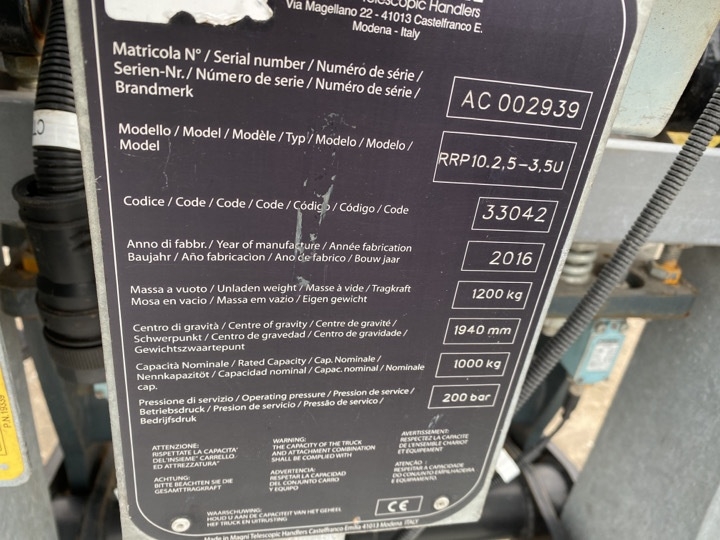 Telescopic Handlers
Via Magellano 22 - 41013 Castelfranco E.
Modena - Italy
Matricola N° / Serial number / Numéro de série /
Serien-Nr. / Número de serie / Numéro de série /
Brandmerk
AC 002939
Modello / Model / Modèle / Typ / Modelo / Modelo /
Model
RRP10.2,5-3,5U
Codice / Code / Code / Code / Código / Código / Code
33042
Anno di fabbr. / Year of manufacture / Année fabrication
Baujahr / Año fabricacion / Ano de fabrico / Bouw jaar
2016
Massa a vuoto / Unladen weight / Masse à vide / Tragkraft
Mosa en vacio / Massa em vazio / Eigen gewicht
1200 kg
Centro di gravità / Centre of gravity / Centre de gravité /
Schwerpunkt / Centro de gravedad / Centro de gravidade /
Gewichtszwaartepunt
1940 mm
Capacità Nominale / Rated Capacity / Cap. Nominale /
Nennkapazitöt / Capacidad nominal / Capac. nominal / Nominale
cap.
1000 kg
Pressione di servizio / Operating pressure / Pression de service /
Betriebsdruck / Presion de servicio / Pressão de servico /
Bedrijfsdruk
200 bar
ATTENZIONE:
RISPETTATE LA CAPACITA'
DEL'INSIEME' CARRELLO
ED ATTREZZATURA"
WARNING:
THE CAPACITY OF THE TRUCK
AND ATTACHMENT COMBINATION
SHALL BE COMPLIED WITH
AVERTISSEMENT:
RESPECTEZ LA CAPACITE
DE L'ENSEMBLE CHARIOT
ET EQUIPEMENT
ACHTUNG:
BITTE BEACHTEN SIE DIE
GESAMTTRAGKRAFT
ADVERTENCIA:
RESPETAR LA CAPACIDAD
DEL CONJUNTO CARRO
Y EQUIPO
ATENÇÃO :
RESPEITAR A CAPACIDADE
DO CONJUNTO EMPILHADEIRA
E EQUIPAMENTO
WAARSCHUWING:
HOUD U AAN DE CAPACITEIT VAN HET GEHEEL
HEF TRUCK EN UITRUSTING.
CE
Made in Magni Telescopic Handlers Castelfranco Emilia 41013 Modena ITALY
P.N.19339